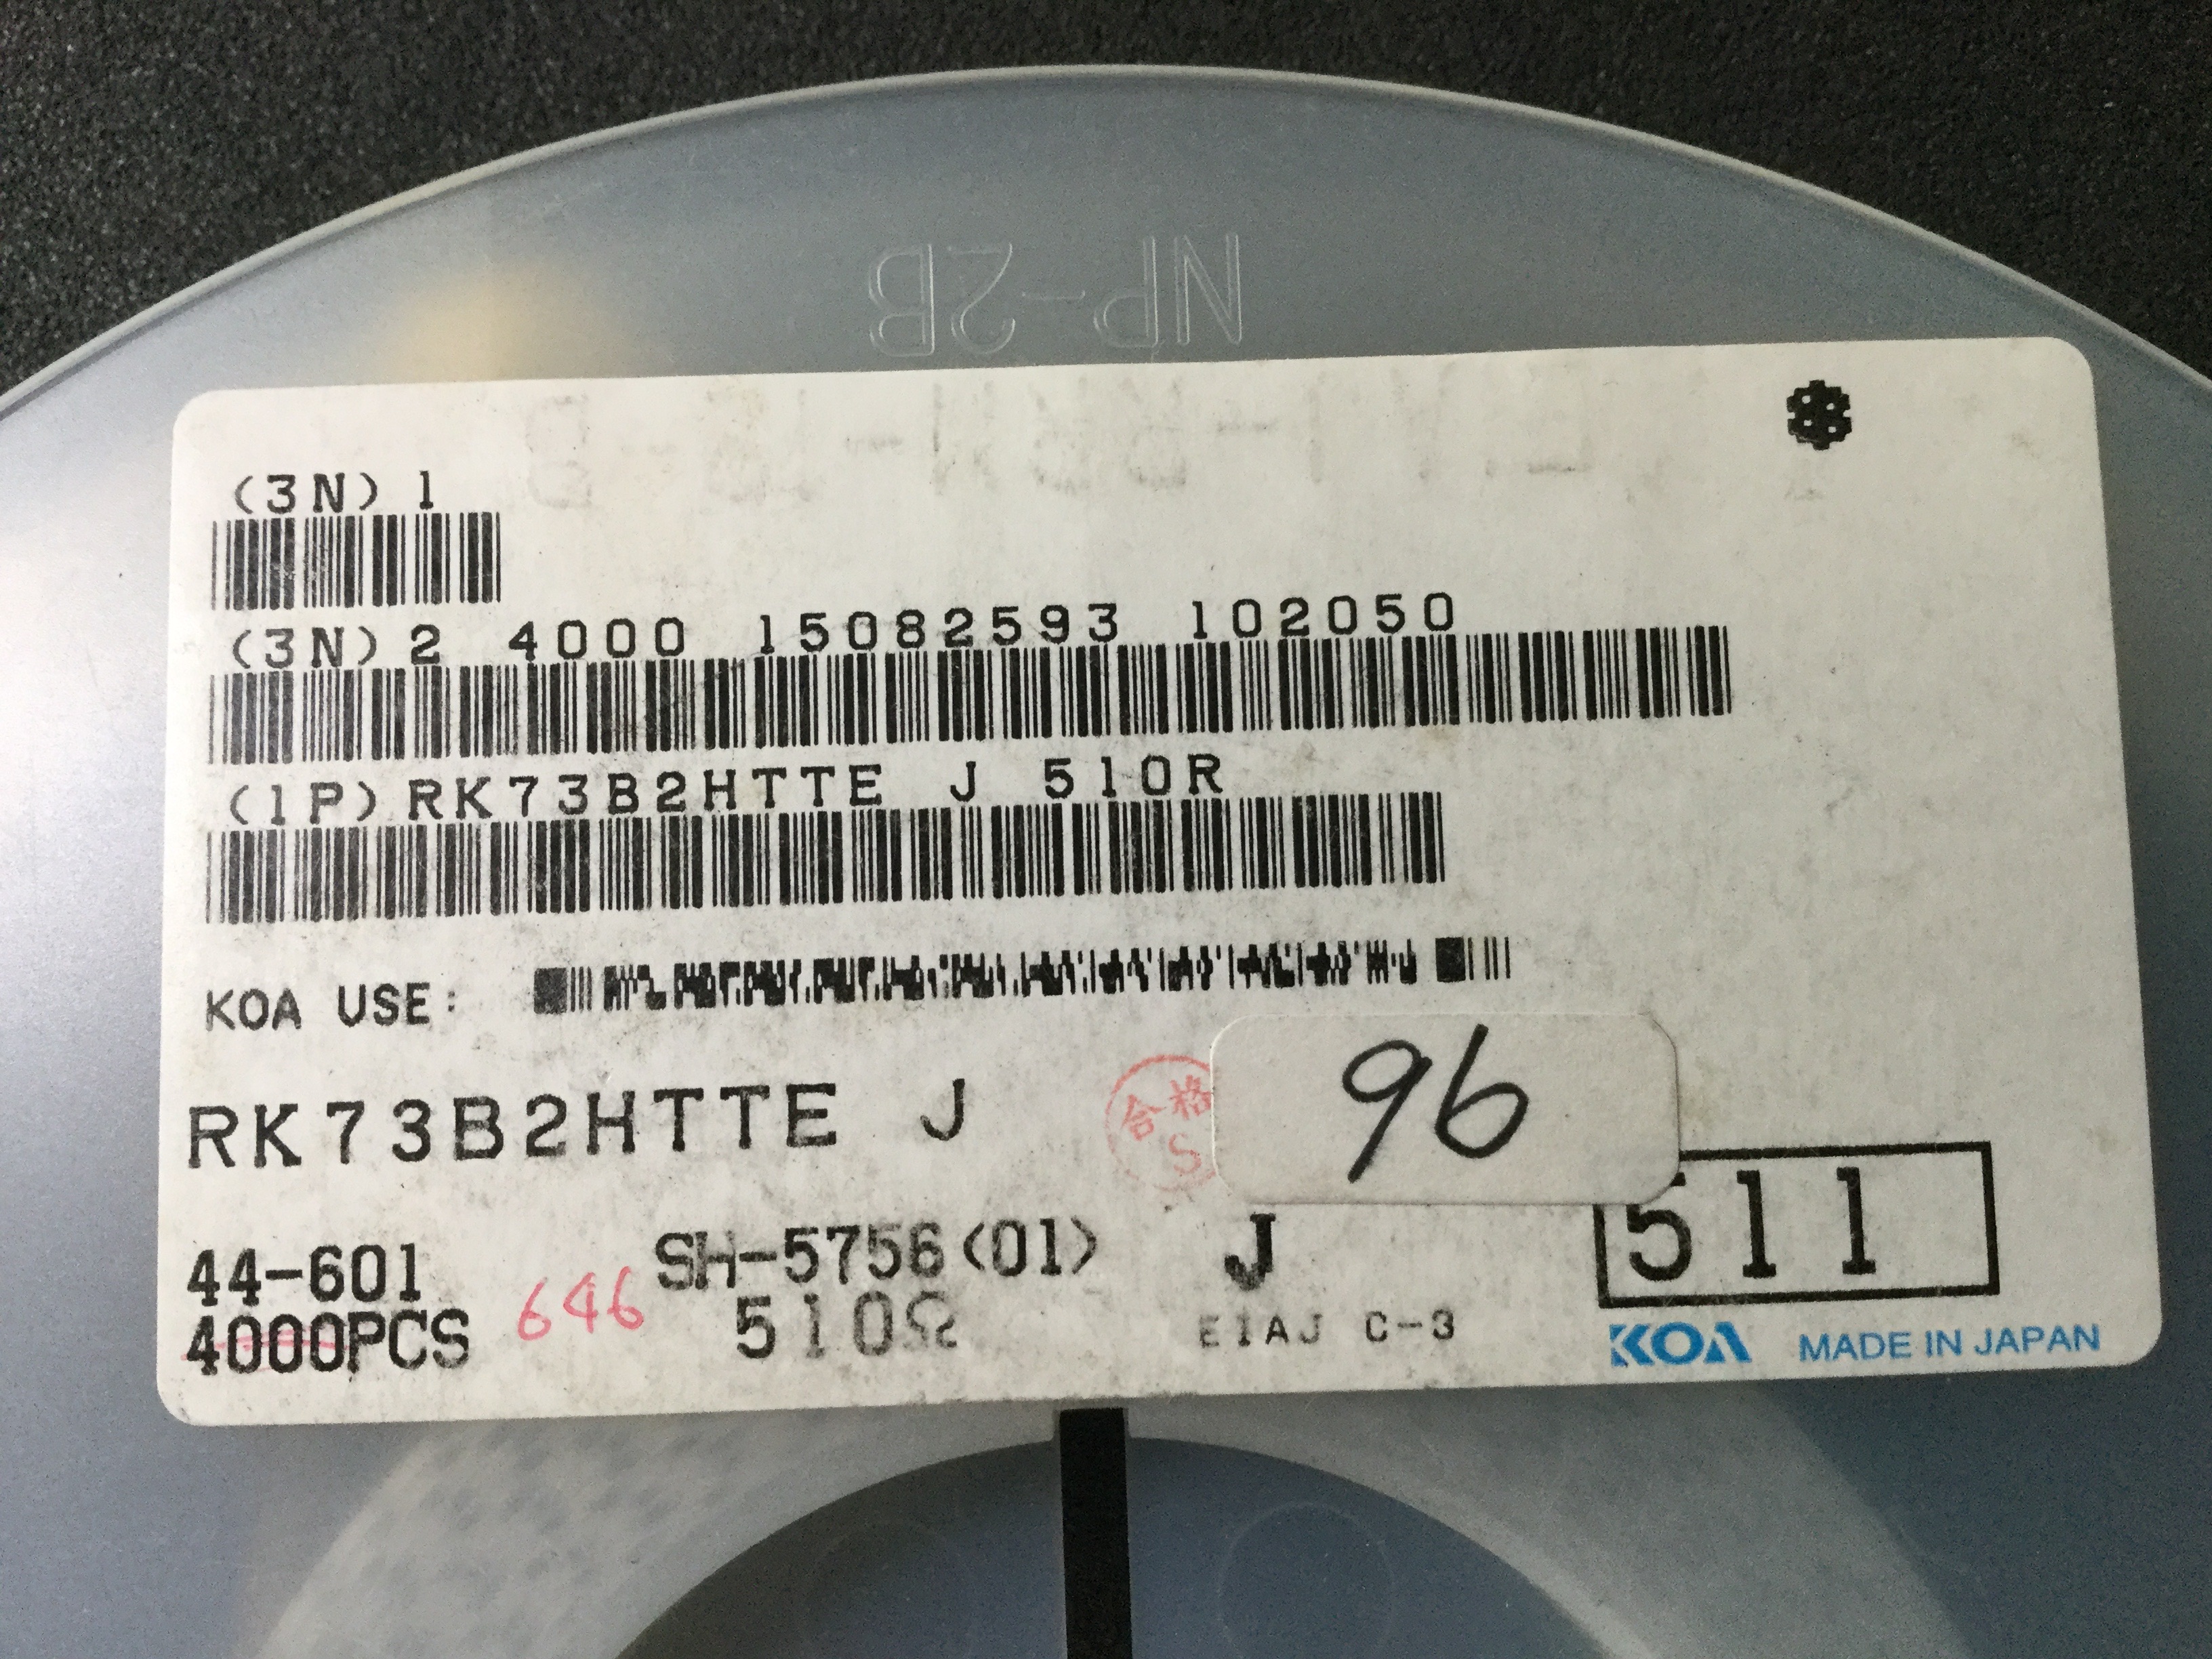 NP-2B
(3N) 1
(3N) 2 4000 15082593 102050
(1P) RK73B2HTTE J 510R
KOA USE:
RK73B2HTTE J
合格
S
96
44-601 SH-5756<01> J 511
4000PCS 646 510Ω EIAJ C-3
KOA MADE IN JAPAN